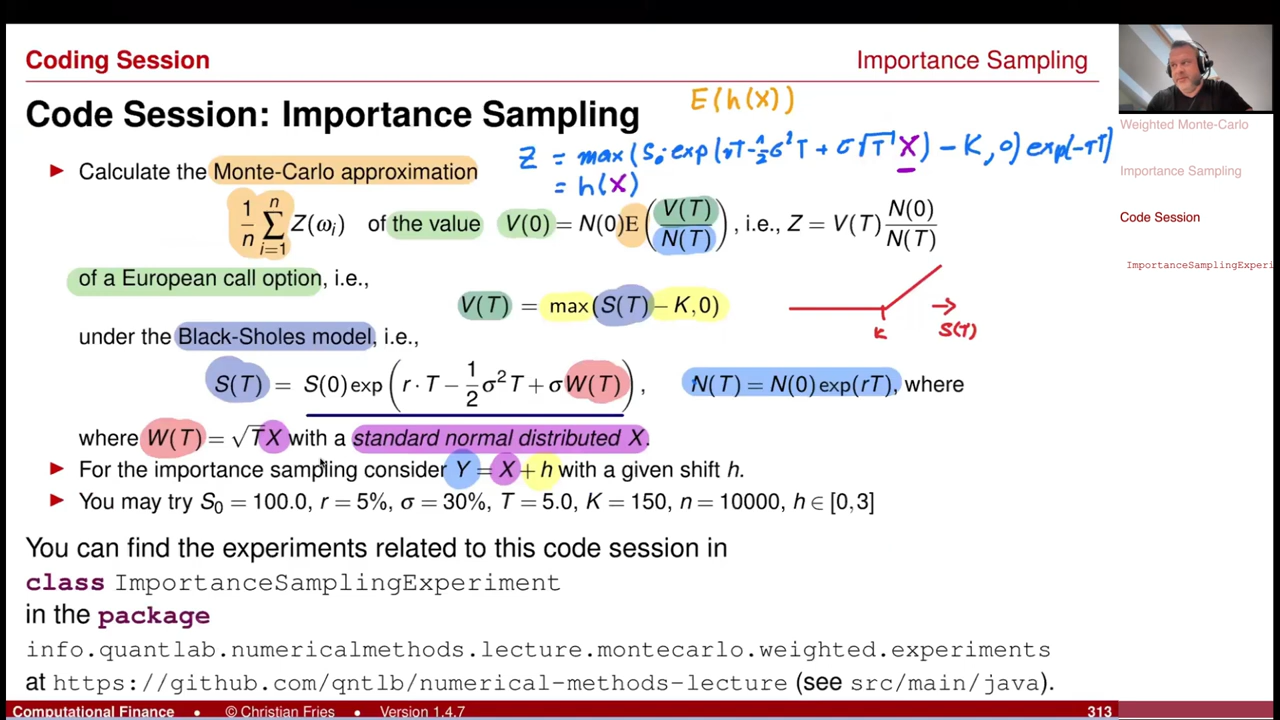 Coding Session
Importance Sampling
Code Session: Importance Sampling
E(h(X))
Z = max(S₀·exp(rT-½σ²T + σ√T X) - K, 0) exp(-rT)
= h(X)
► Calculate the Monte-Carlo approximation
1/n ∑ᵢ₌₁ⁿ Z(ωᵢ) of the value V(0) = N(0)E(V(T)/N(T)), i.e., Z = V(T) N(0)/N(T)
of a European call option, i.e.,
V(T) = max(S(T) − K, 0)
K
S(T)
under the Black-Sholes model, i.e.
S(T) = S(0) exp(r · T − 1/2 σ²T + σW(T)), N(T) = N(0) exp(rT), where
where W(T) = √T X with a standard normal distributed X.
► For the importance sampling consider Y = X + h with a given shift h.
► You may try S₀ = 100.0, r = 5%, σ = 30%, T = 5.0, K = 150, n = 10000, h ∈ [0,3]
You can find the experiments related to this code session in
class ImportanceSamplingExperiment
in the package
info.quantlab.numericalmethods.lecture.montecarlo.weighted.experiments
at https://github.com/qntlb/numerical-methods-lecture (see src/main/java).
Computational Finance • © Christian Fries • Version 1.4.7
313
Weighted Monte-Carlo
Importance Sampling
Code Session
ImportanceSamplingExperi